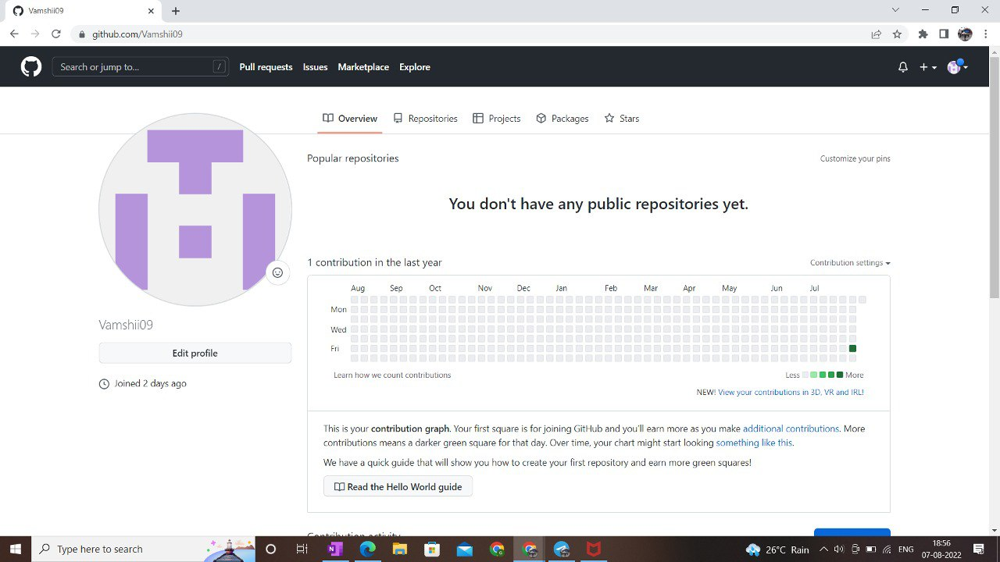 Vamshii09
github.com/Vamshii09
Search or jump to... /
Pull requests Issues Marketplace Explore
Overview Repositories Projects Packages Stars
Popular repositories Customize your pins
You don't have any public repositories yet.
1 contribution in the last year Contribution settings
Aug Sep Oct Nov Dec Jan Feb Mar Apr May Jun Jul
Mon
Wed
Fri
Learn how we count contributions Less More
NEW! View your contributions in 3D, VR and IRL!
Vamshii09
Edit profile
Joined 2 days ago
This is your contribution graph. Your first square is for joining GitHub and you'll earn more as you make additional contributions. More
contributions means a darker green square for that day. Over time, your chart might start looking something like this.
We have a quick guide that will show you how to create your first repository and earn more green squares!
Read the Hello World guide
Contribution activity
Type here to search
N
26°C Rain
ENG
18:56
07-08-2022